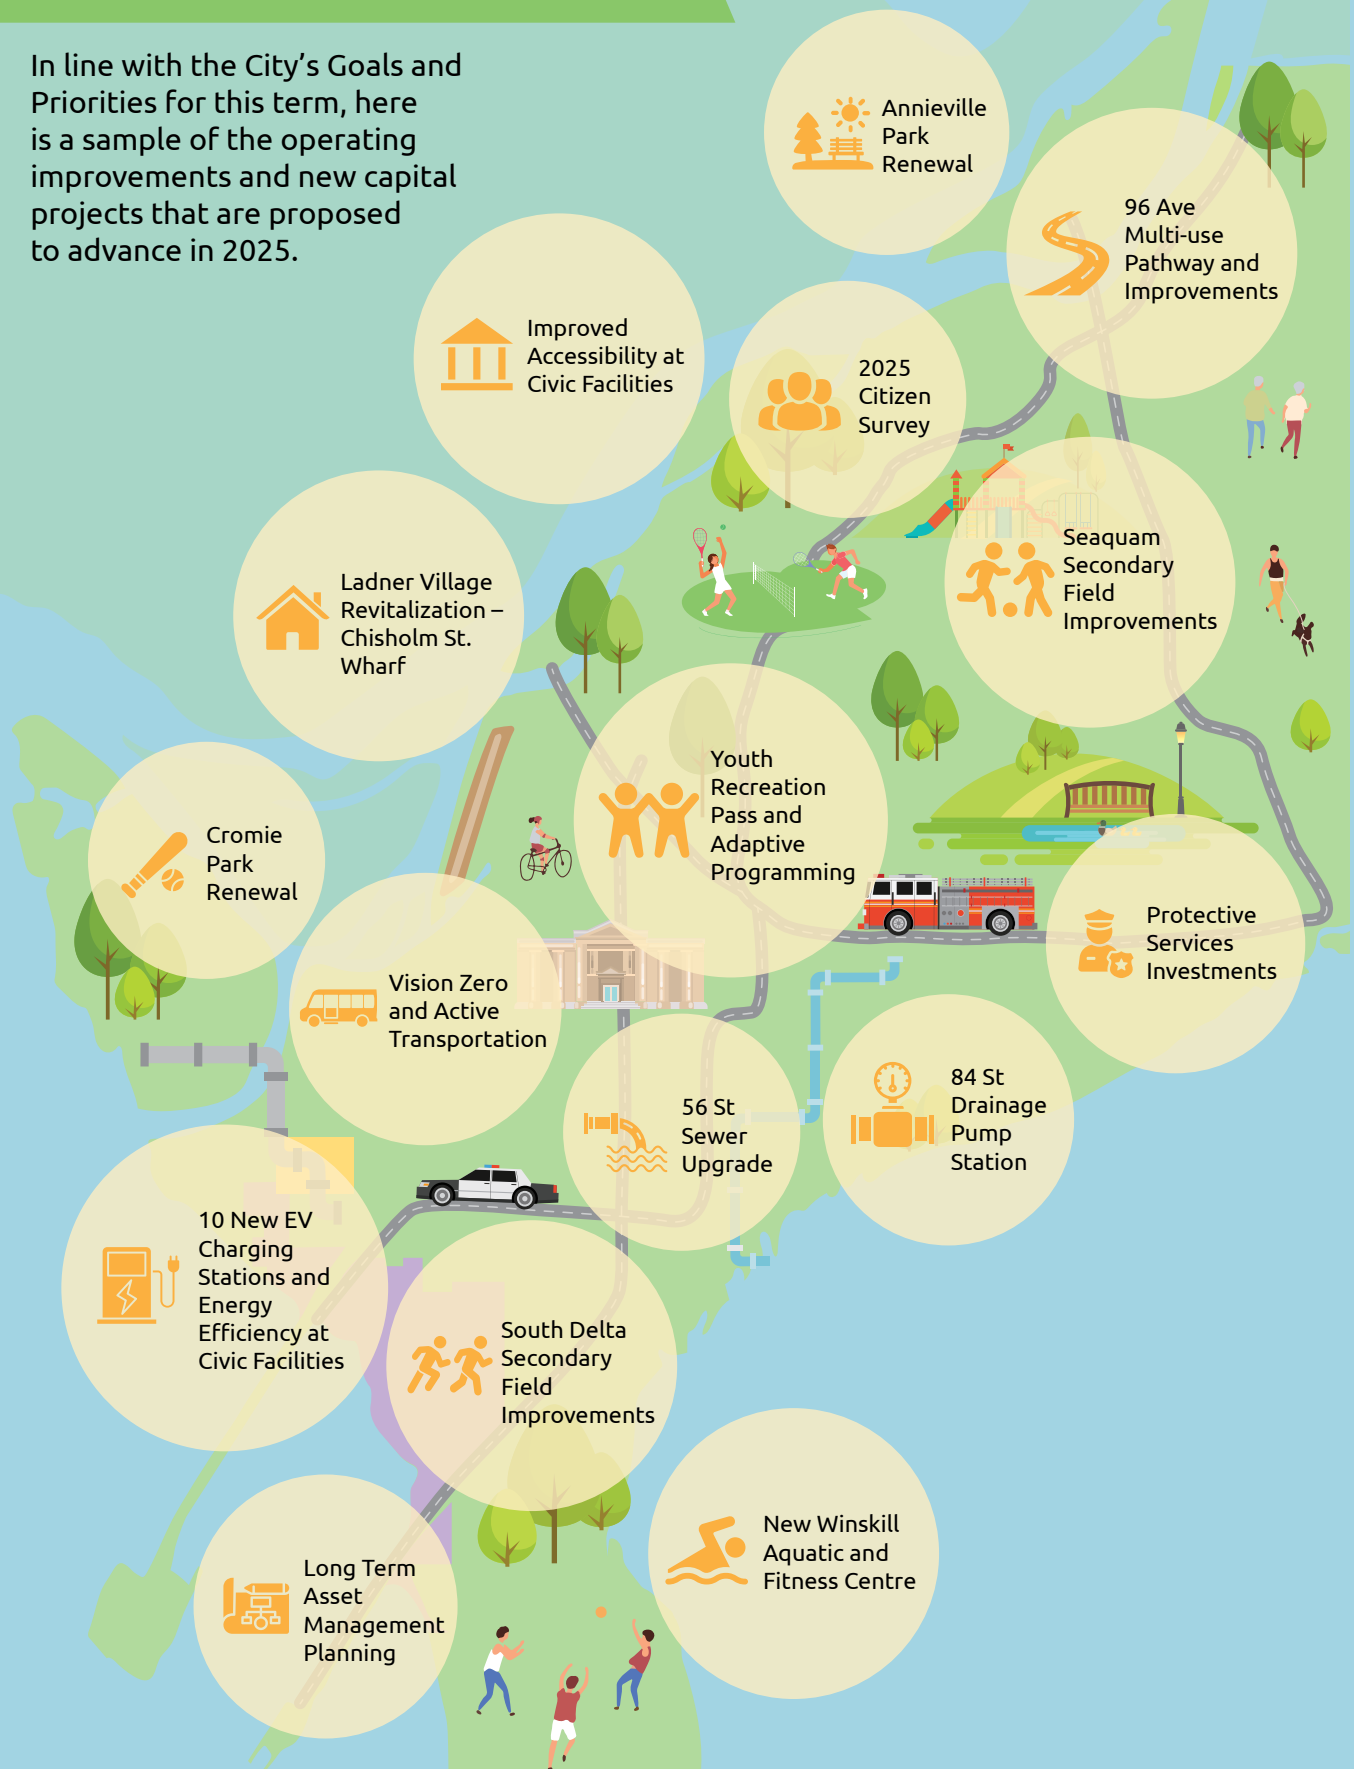 In line with the City’s Goals and
Priorities for this term, here
is a sample of the operating
improvements and new capital
projects that are proposed
to advance in 2025.
Annieville
Park
Renewal
96 Ave
Multi-use
Pathway and
Improvements
Improved
Accessibility at
Civic Facilities
2025
Citizen
Survey
Seaquam
Secondary
Field
Improvements
Ladner Village
Revitalization –
Chisholm St.
Wharf
Youth
Recreation
Pass and
Adaptive
Programming
Cromie
Park
Renewal
Protective
Services
Investments
Vision Zero
and Active
Transportation
56 St
Sewer
Upgrade
84 St
Drainage
Pump
Station
10 New EV
Charging
Stations and
Energy
Efficiency at
Civic Facilities
South Delta
Secondary
Field
Improvements
New Winskill
Aquatic and
Fitness Centre
Long Term
Asset
Management
Planning